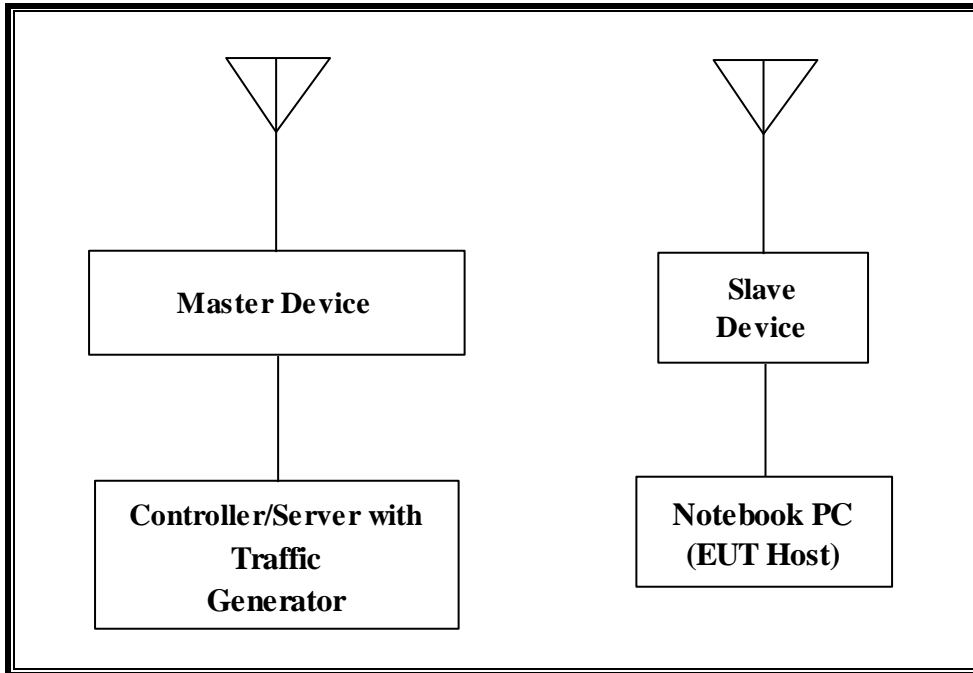 Master Device
Slave
Device
Controller/Server with
Traffic
Generator
Notebook PC
(EUT Host)